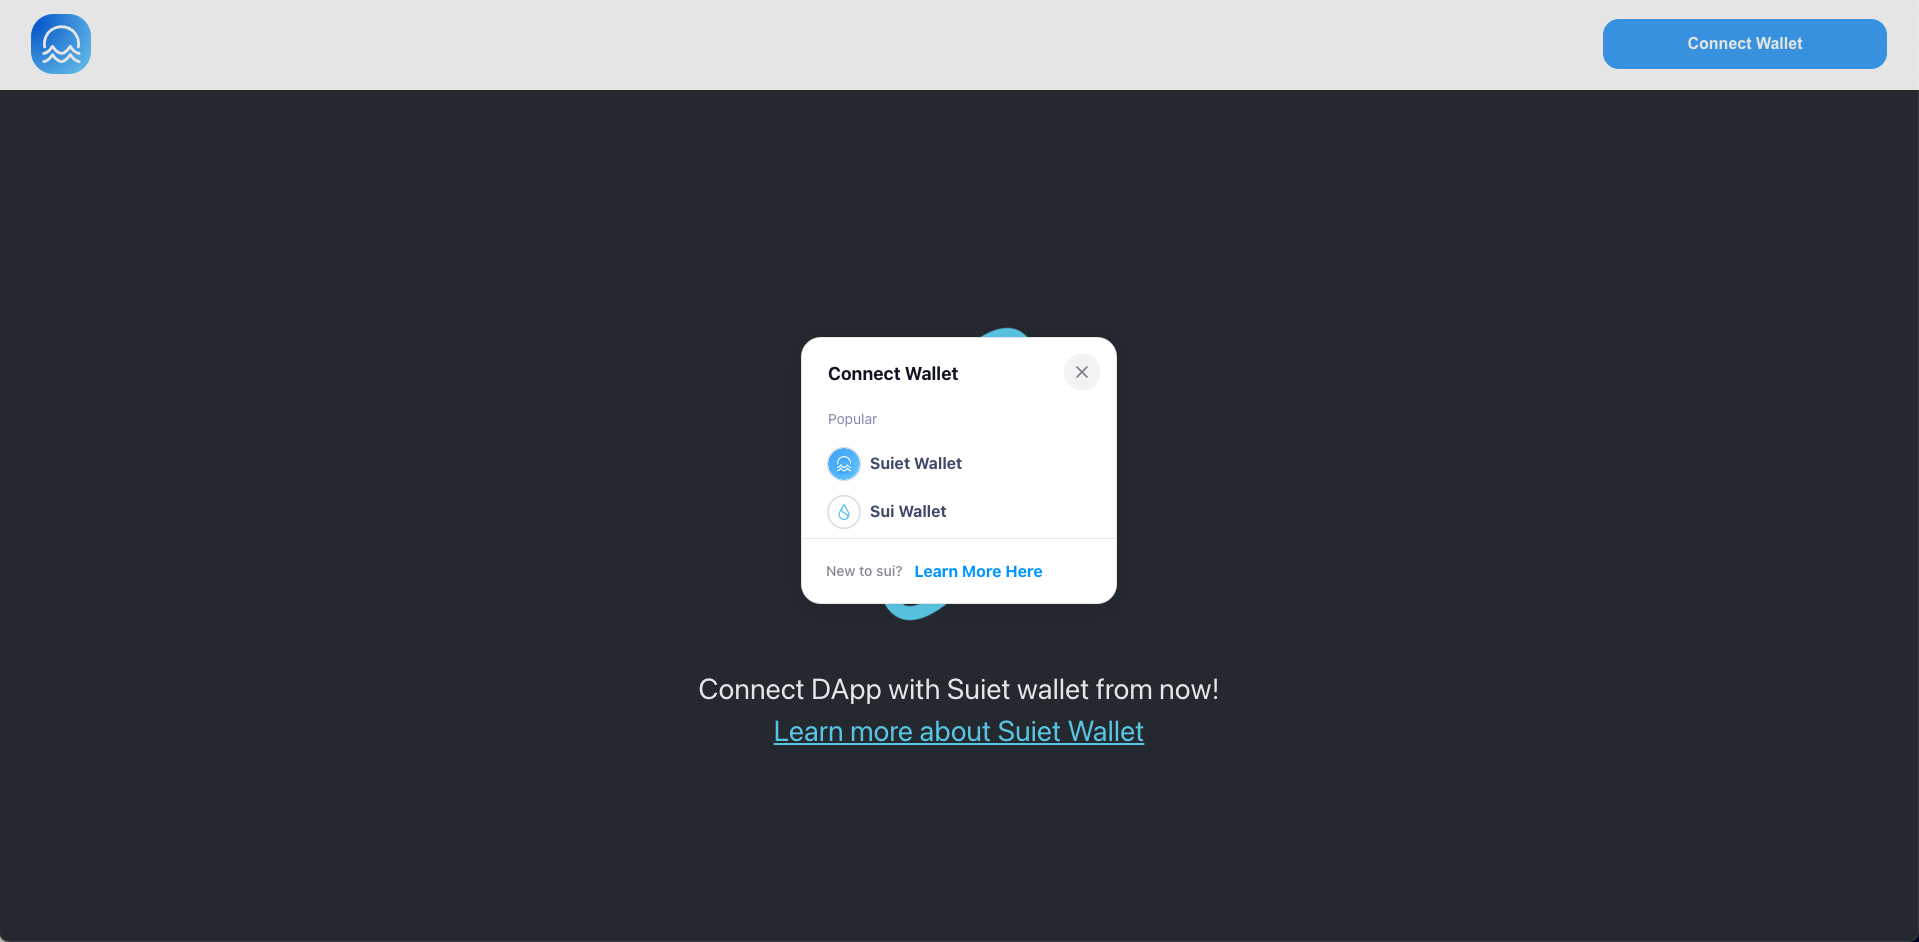 Connect Wallet
Connect Wallet
Popular
Suiet Wallet
Sui Wallet
New to sui? Learn More Here
Connect DApp with Suiet wallet from now!
Learn more about Suiet Wallet